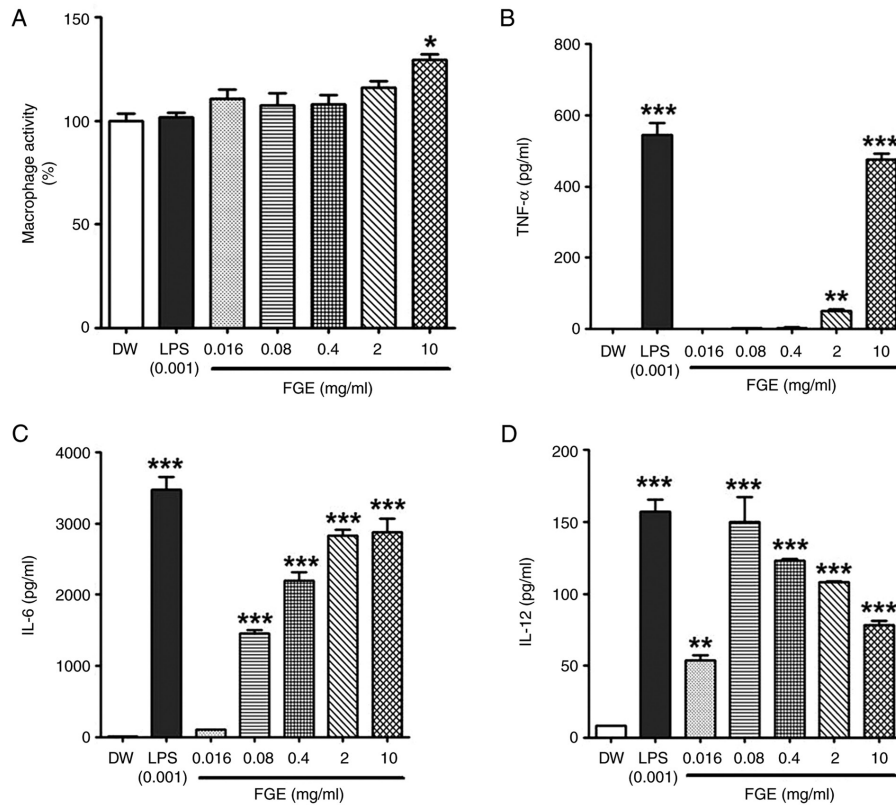 A
150
100
50
0
Macrophage activity
(%)
*
DW LPS 0.016 0.08 0.4 2 10
(0.001)
FGE (mg/ml)
B
800
600
400
200
0
TNF-α (pg/ml)
*** ** ***
DW LPS 0.016 0.08 0.4 2 10
(0.001)
FGE (mg/ml)
C
4000
3000
2000
1000
0
IL-6 (pg/ml)
*** *** *** *** ***
DW LPS 0.016 0.08 0.4 2 10
(0.001)
FGE (mg/ml)
D
200
150
100
50
0
IL-12 (pg/ml)
*** ** *** *** *** ***
DW LPS 0.016 0.08 0.4 2 10
(0.001)
FGE (mg/ml)